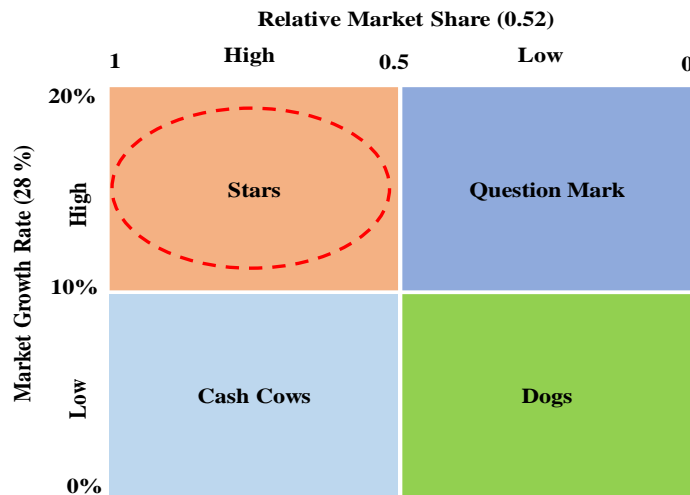 Relative Market Share (0.52)
1 High 0.5 Low 0
20%
Market Growth Rate (28 %)
High
Stars
Question Mark
10%
Low
Cash Cows
Dogs
0%